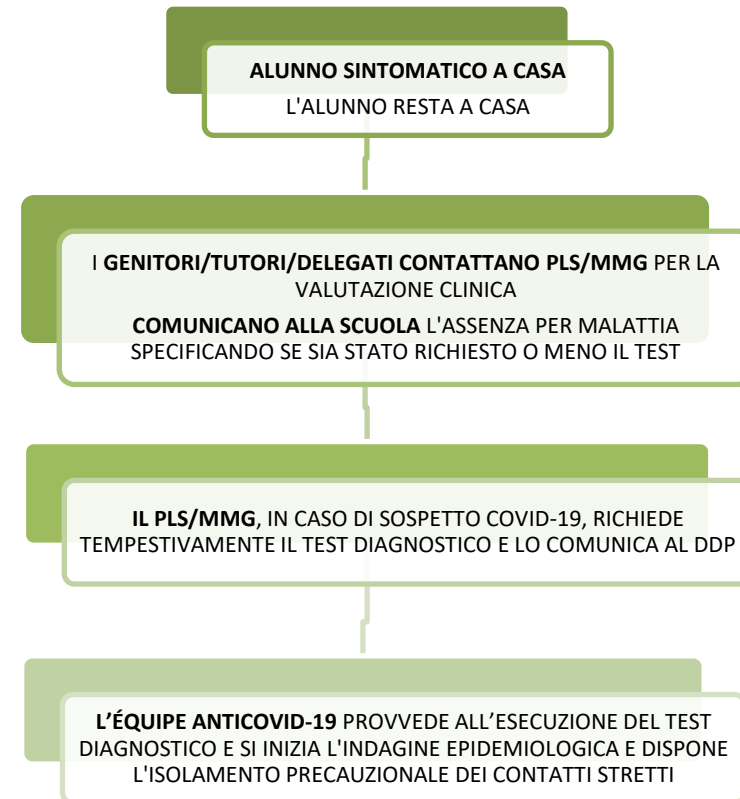 ALUNNO SINTOMATICO A CASA
L'ALUNNO RESTA A CASA
I GENITORI/TUTORI/DELEGATI CONTATTANO PLS/MMG PER LA
VALUTAZIONE CLINICA
COMUNICANO ALLA SCUOLA L'ASSENZA PER MALATTIA
SPECIFICANDO SE SIA STATO RICHIESTO O MENO IL TEST
IL PLS/MMG, IN CASO DI SOSPETTO COVID-19, RICHIEDE
TEMPESTIVAMENTE IL TEST DIAGNOSTICO E LO COMUNICA AL DDP
L’ÉQUIPE ANTICOVID-19 PROVVEDE ALL’ESECUZIONE DEL TEST
DIAGNOSTICO E SI INIZIA L'INDAGINE EPIDEMIOLOGICA E DISPONE
L'ISOLAMENTO PRECAUZIONALE DEI CONTATTI STRETTI